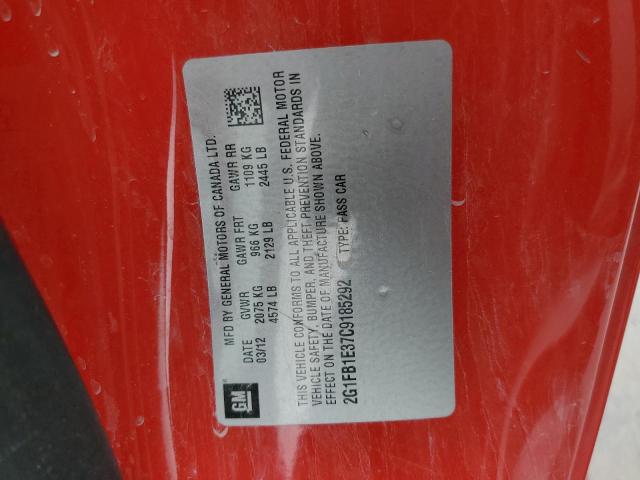 GM
MFD BY GENERAL MOTORS OF CANADA LTD.
DATE GVWR GAWR FRT GAWR RR
03/12 2075 KG 966 KG 1109 KG
4574 LB 2129 LB 2445 LB
THIS VEHICLE CONFORMS TO ALL APPLICABLE U.S. FEDERAL MOTOR
VEHICLE SAFETY, BUMPER, AND THEFT PREVENTION STANDARDS IN
EFFECT ON THE DATE OF MANUFACTURE SHOWN ABOVE.
2G1FB1E37C9185292 TYPE: PASS CAR